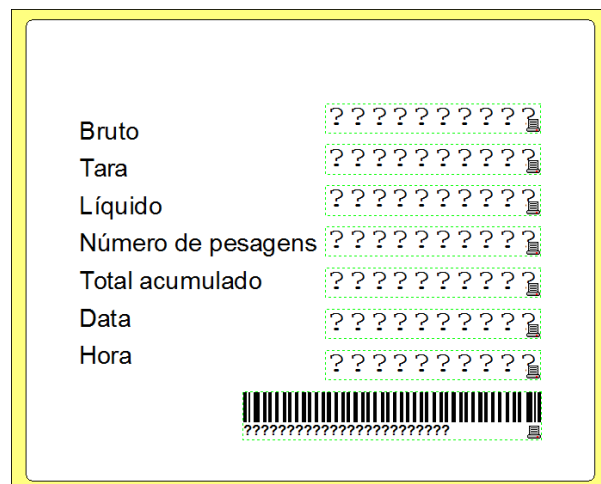 Bruto ??????????
Tara ??????????
Líquido ??????????
Número de pesagens ??????????
Total acumulado ??????????
Data ??????????
Hora ??????????
????????????????????????